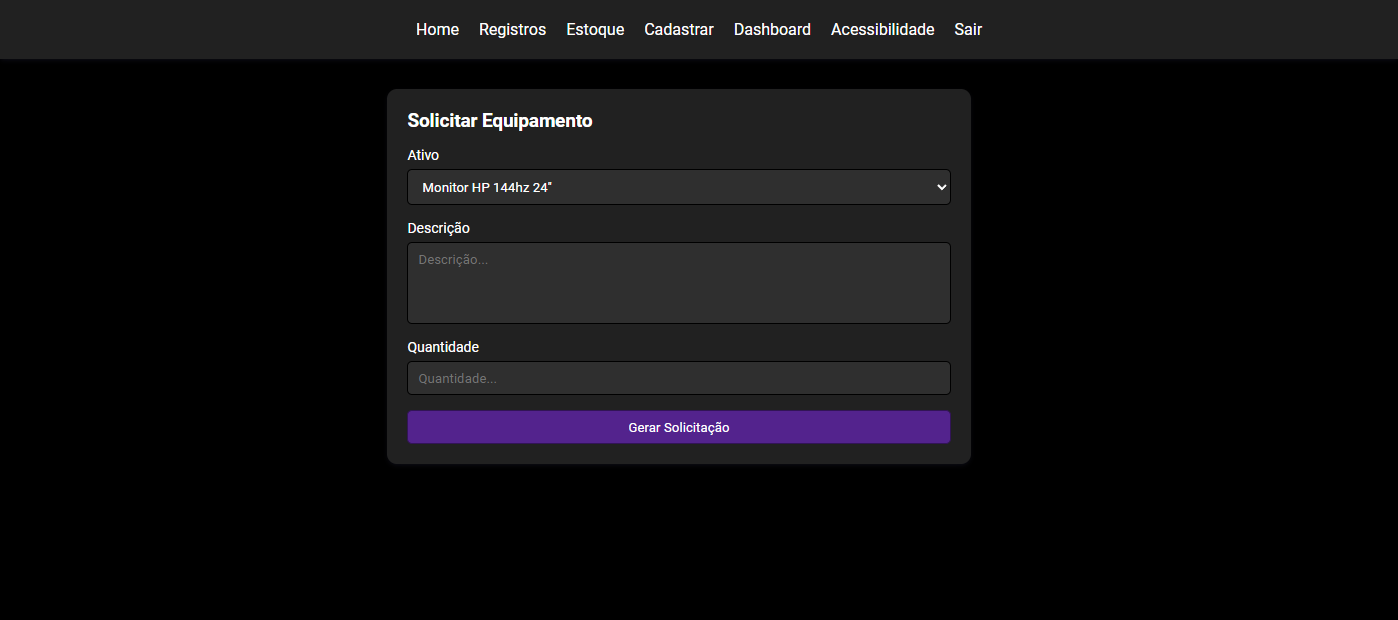 Home Registros Estoque Cadastrar Dashboard Acessibilidade Sair
Solicitar Equipamento
Ativo
Monitor HP 144hz 24"
Descrição
Descrição...
Quantidade
Quantidade...
Gerar Solicitação